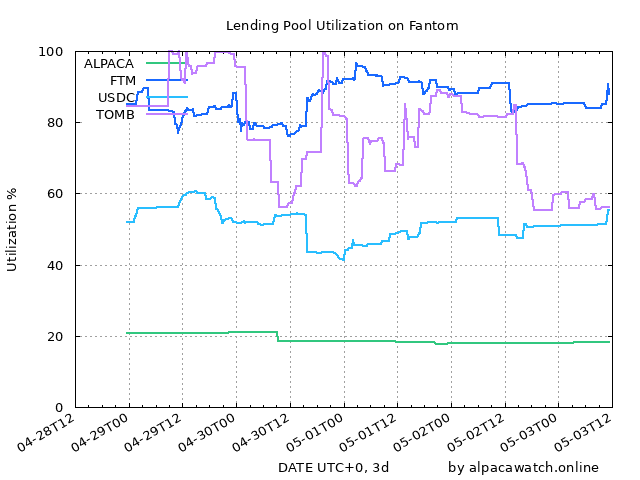 Lending Pool Utilization on Fantom
100
80
60
40
20
0
Utilization %
ALPACA
FTM
USDC
TOMB
04-28T12
04-29T00
04-29T12
04-30T00
04-30T12
05-01T00
05-01T12
05-02T00
05-02T12
05-03T00
05-03T12
DATE UTC+0, 3d
by alpacawatch.online